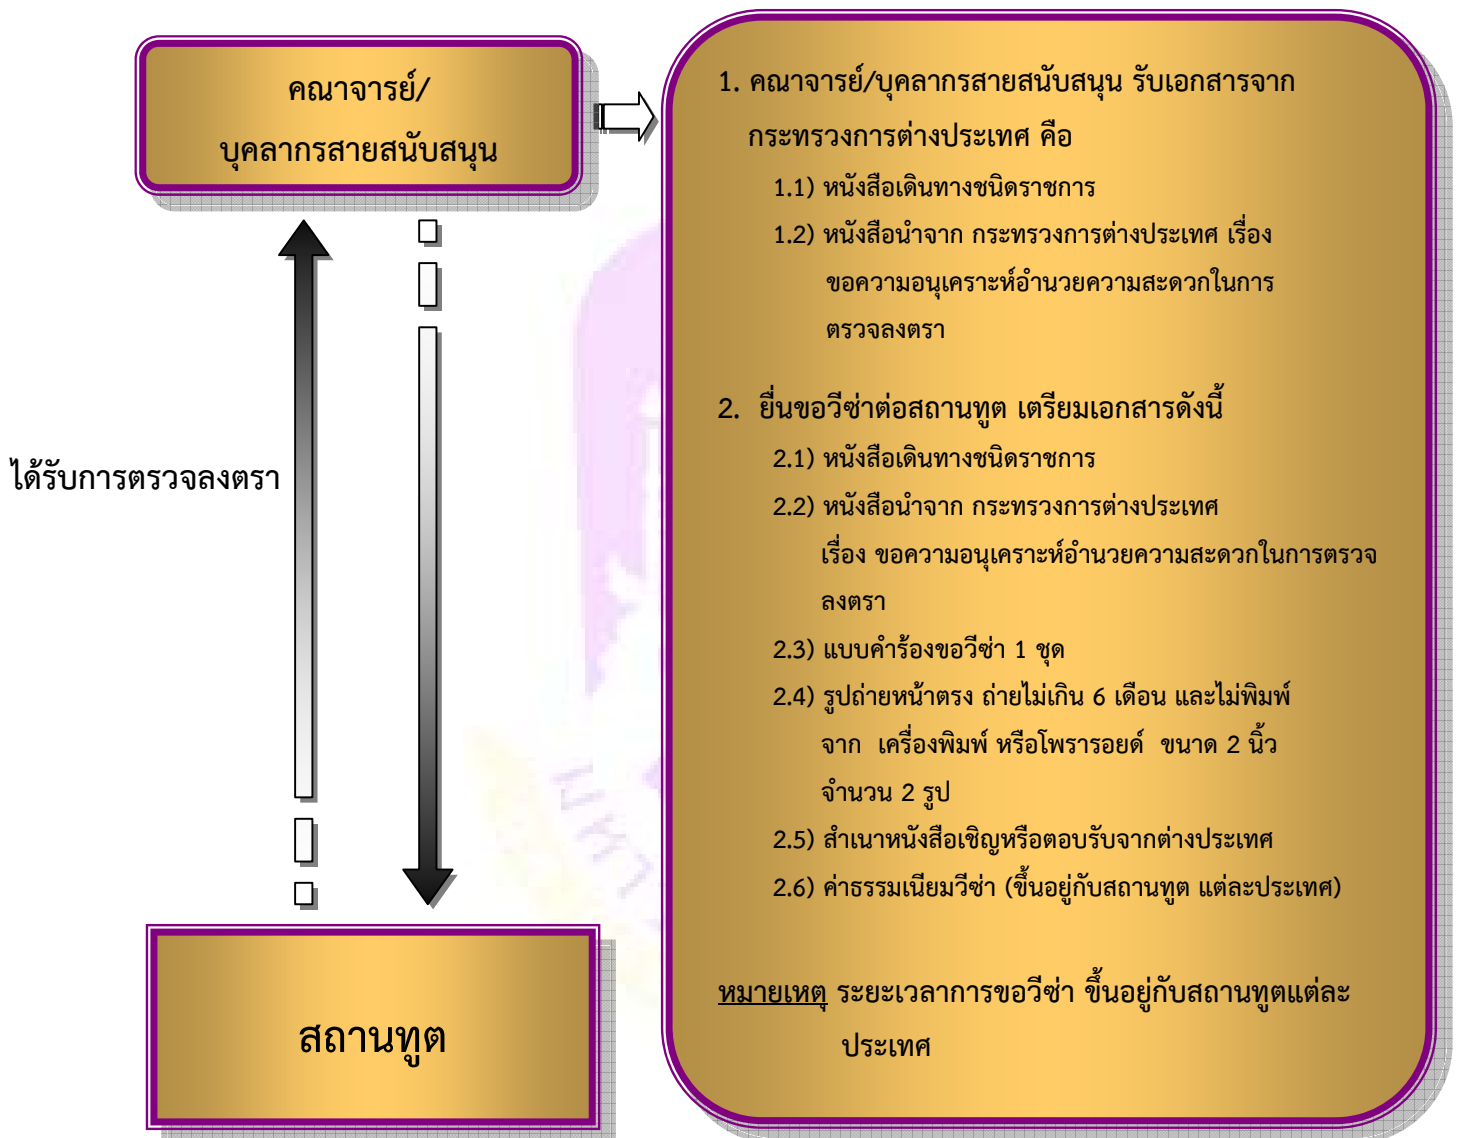 คณาจารย์/
บุคลากรสายสนับสนุน
1. คณาจารย์/บุคลากรสายสนับสนุน รับเอกสารจาก
กระทรวงการต่างประเทศ คือ
1.1) หนังสือเดินทางชนิดราชการ
1.2) หนังสือนำจาก กระทรวงการต่างประเทศ เรื่อง
ขอความอนุเคราะห์อำนวยความสะดวกในการ
ตรวจลงตรา
2. ยื่นขอวีซ่าต่อสถานทูต เตรียมเอกสารดังนี้
2.1) หนังสือเดินทางชนิดราชการ
2.2) หนังสือนำจาก กระทรวงการต่างประเทศ
เรื่อง ขอความอนุเคราะห์อำนวยความสะดวกในการตรวจ
ลงตรา
2.3) แบบคำร้องขอวีซ่า 1 ชุด
2.4) รูปถ่ายหน้าตรง ถ่ายไม่เกิน 6 เดือน และไม่พิมพ์
จาก เครื่องพิมพ์ หรือโพรารอยด์ ขนาด 2 นิ้ว
จำนวน 2 รูป
2.5) สำเนาหนังสือเชิญหรือตอบรับจากต่างประเทศ
2.6) ค่าธรรมเนียมวีซ่า (ขึ้นอยู่กับสถานทูต แต่ละประเทศ)
หมายเหตุ ระยะเวลาการขอวีซ่า ขึ้นอยู่กับสถานทูตแต่ละ
ประเทศ
ได้รับการตรวจลงตรา
สถานทูต